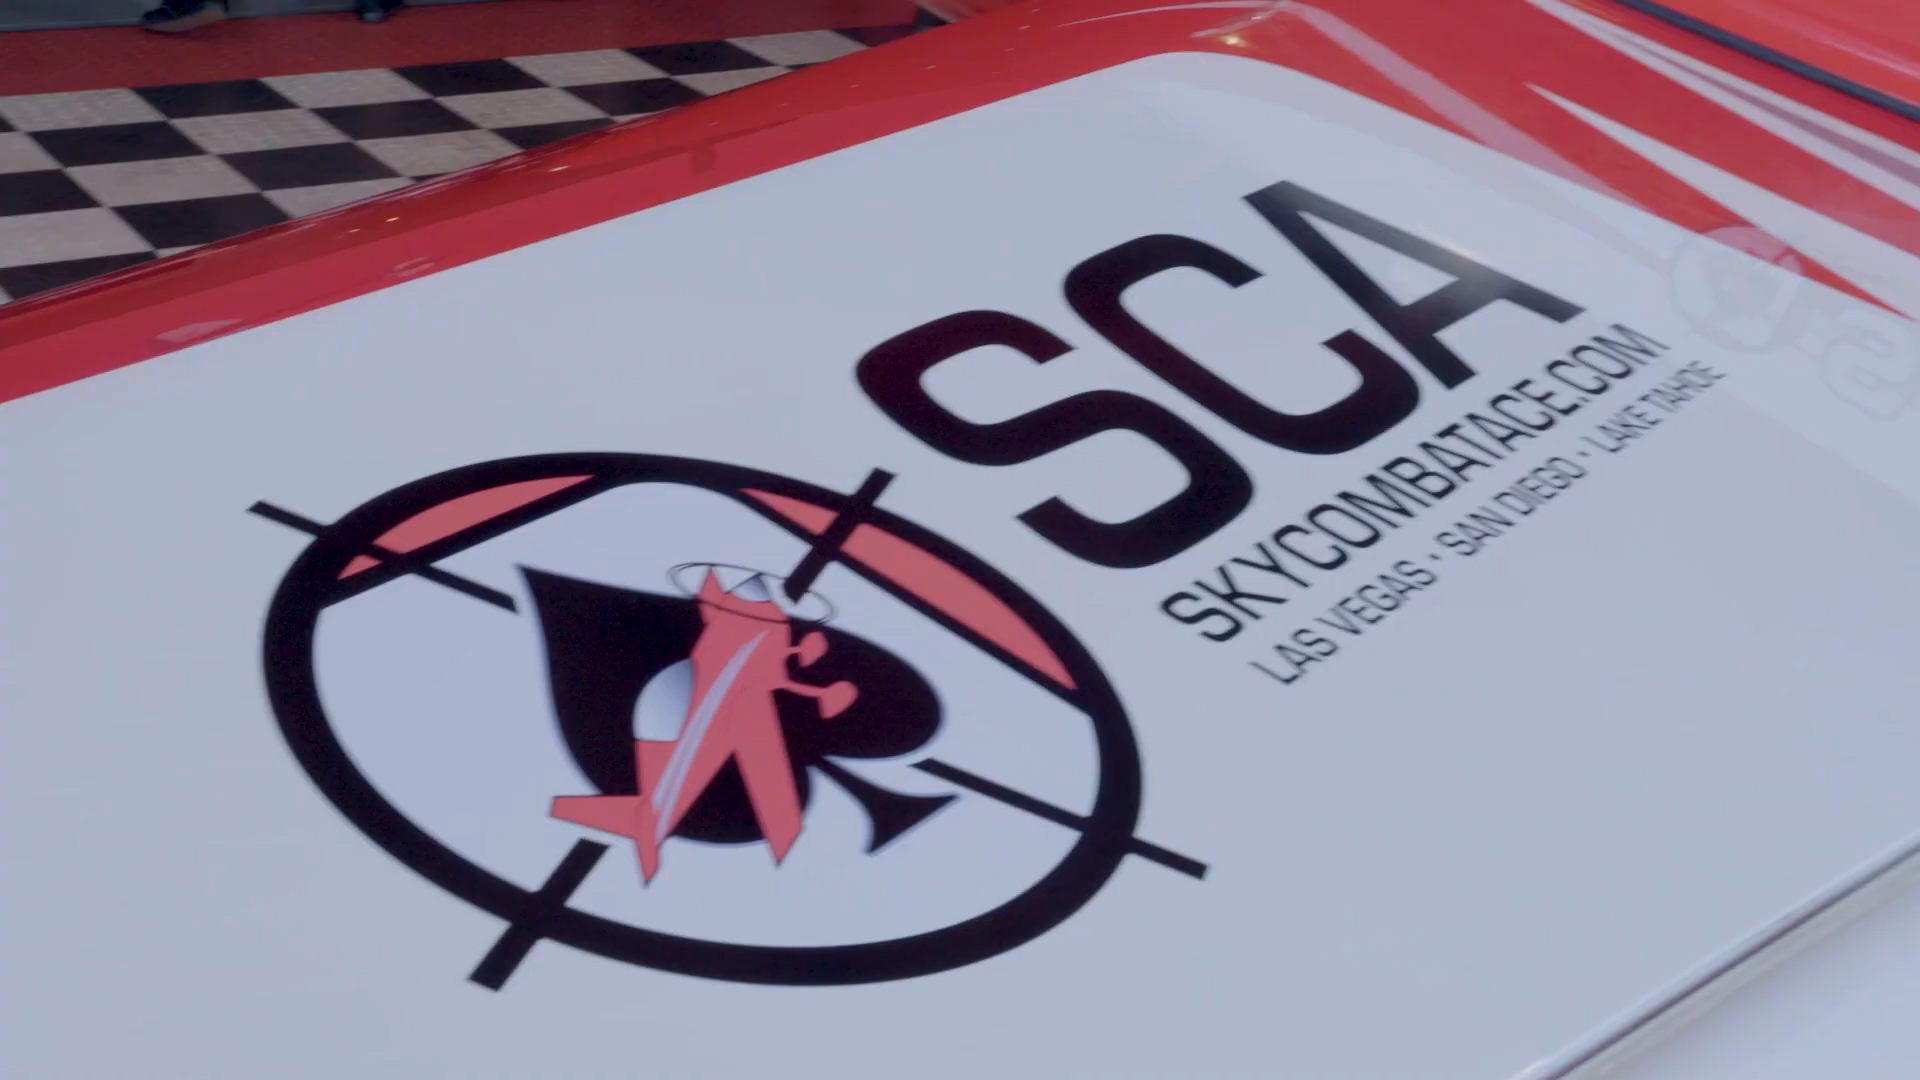 SCA
SKYCOMBATACE.COM
LAS VEGAS • SAN DIEGO • LAKE TAHOE